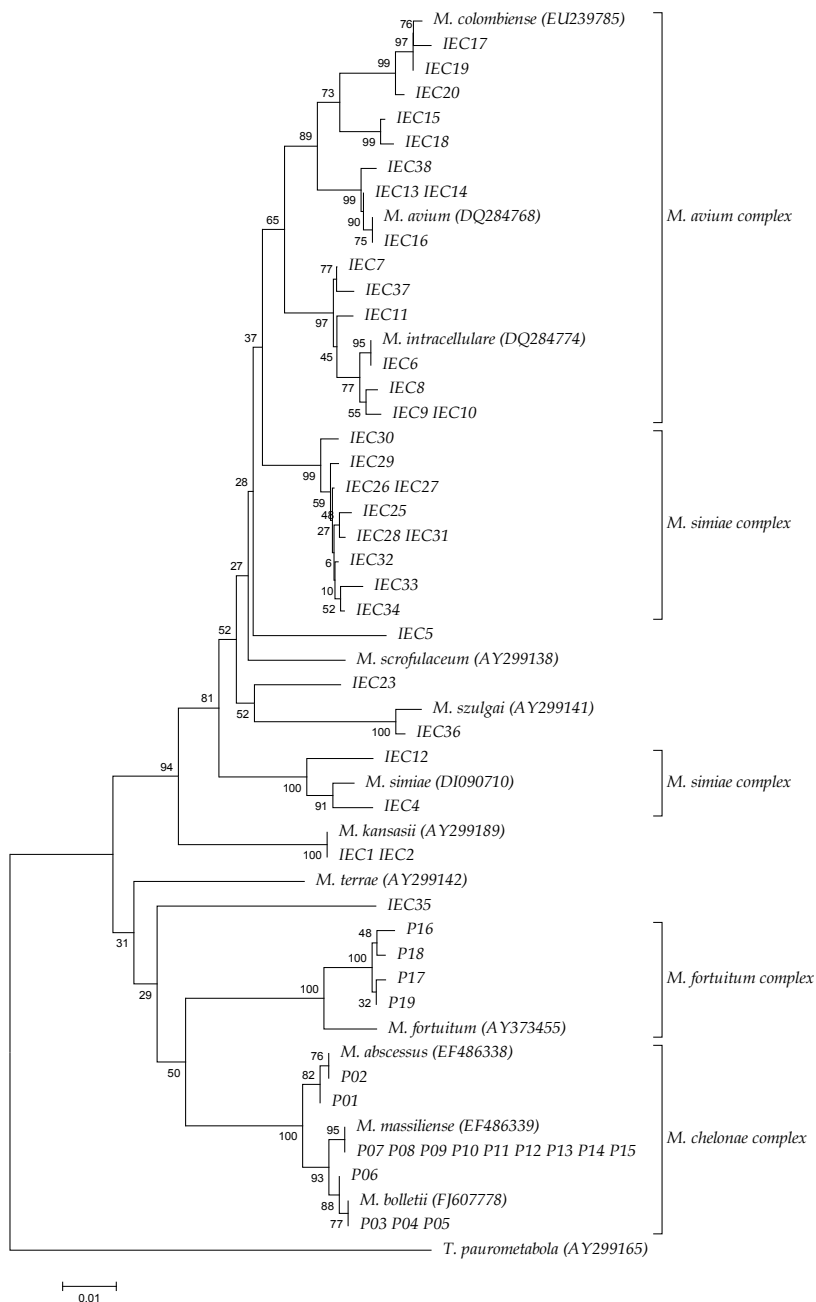 76
M. colombiense (EU239785)
97
IEC17
IEC19
99
IEC20
73
IEC15
99
IEC18
89
IEC38
99
IEC13 IEC14
90
M. avium (DQ284768)
75
IEC16
M. avium complex
65
77
IEC7
IEC37
97
IEC11
45
95
M. intracellulare (DQ284774)
IEC6
77
IEC8
55
IEC9 IEC10
37
IEC30
99
IEC29
59
IEC26 IEC27
48
IEC25
27
IEC28 IEC31
M. simiae complex
6
IEC32
10
IEC33
52
IEC34
28
IEC5
27
M. scrofulaceum (AY299138)
52
IEC23
52
M. szulgai (AY299141)
100
IEC36
81
IEC12
100
M. simiae (DI090710)
91
IEC4
M. simiae complex
94
M. kansasii (AY299189)
100
IEC1 IEC2
M. terrae (AY299142)
31
IEC35
29
48
P16
100
P18
P17
32
P19
100
M. fortuitum (AY373455)
M. fortuitum complex
50
76
M. abscessus (EF486338)
82
P02
P01
100
95
M. massiliense (EF486339)
P07 P08 P09 P10 P11 P12 P13 P14 P15
93
P06
88
M. bolletii (FJ607778)
77
P03 P04 P05
M. chelonae complex
T. paurometabola (AY299165)
0.01